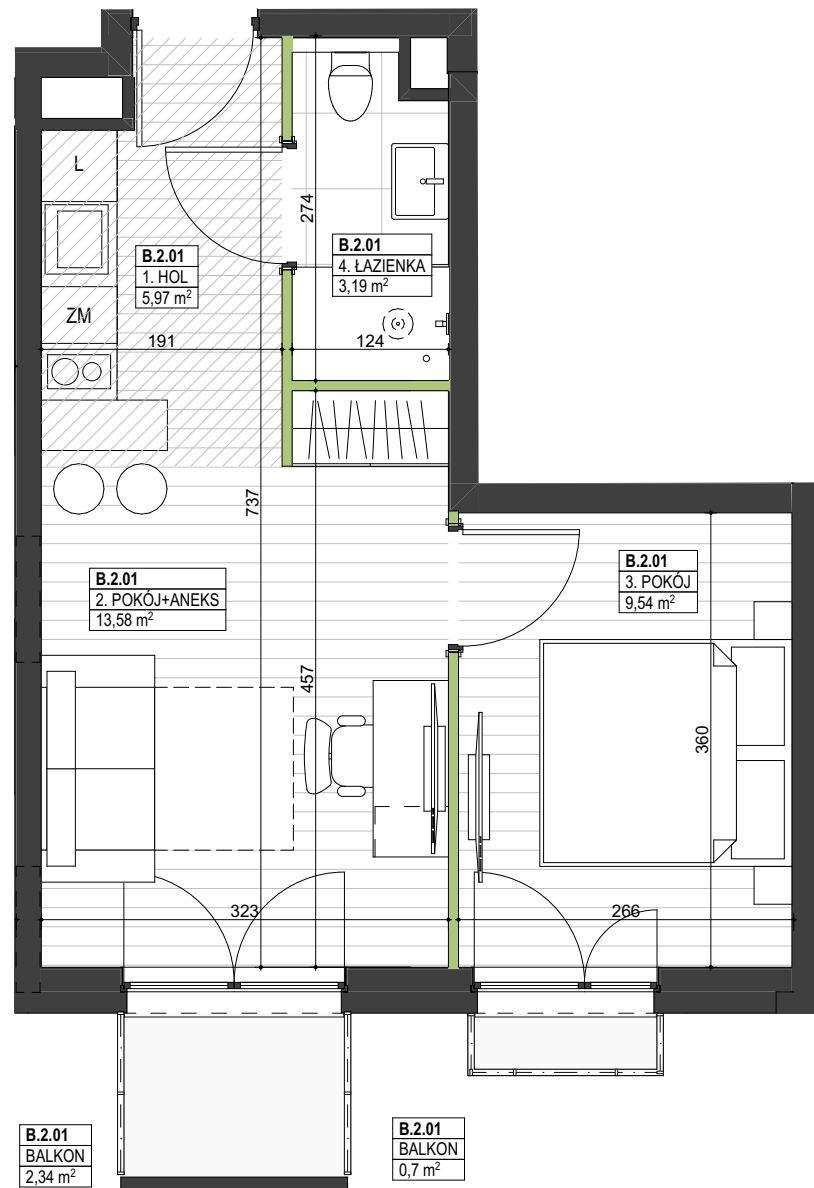 L
274
B.2.01
4. ŁAZIENKA
3,19 m²
B.2.01
1. HOL
5,97 m²
ZM
191
124
737
B.2.01
3. POKÓJ
9,54 m²
B.2.01
2. POKÓJ+ANEKS
13,58 m²
457
360
323
266
B.2.01
BALKON
2,34 m²
B.2.01
BALKON
0,7 m²